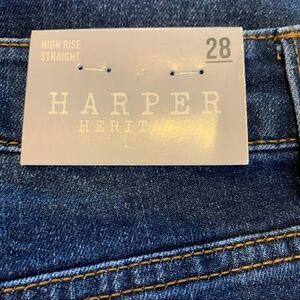 HIGH RISE
STRAIGHT
28
HARPER
HERITAGE